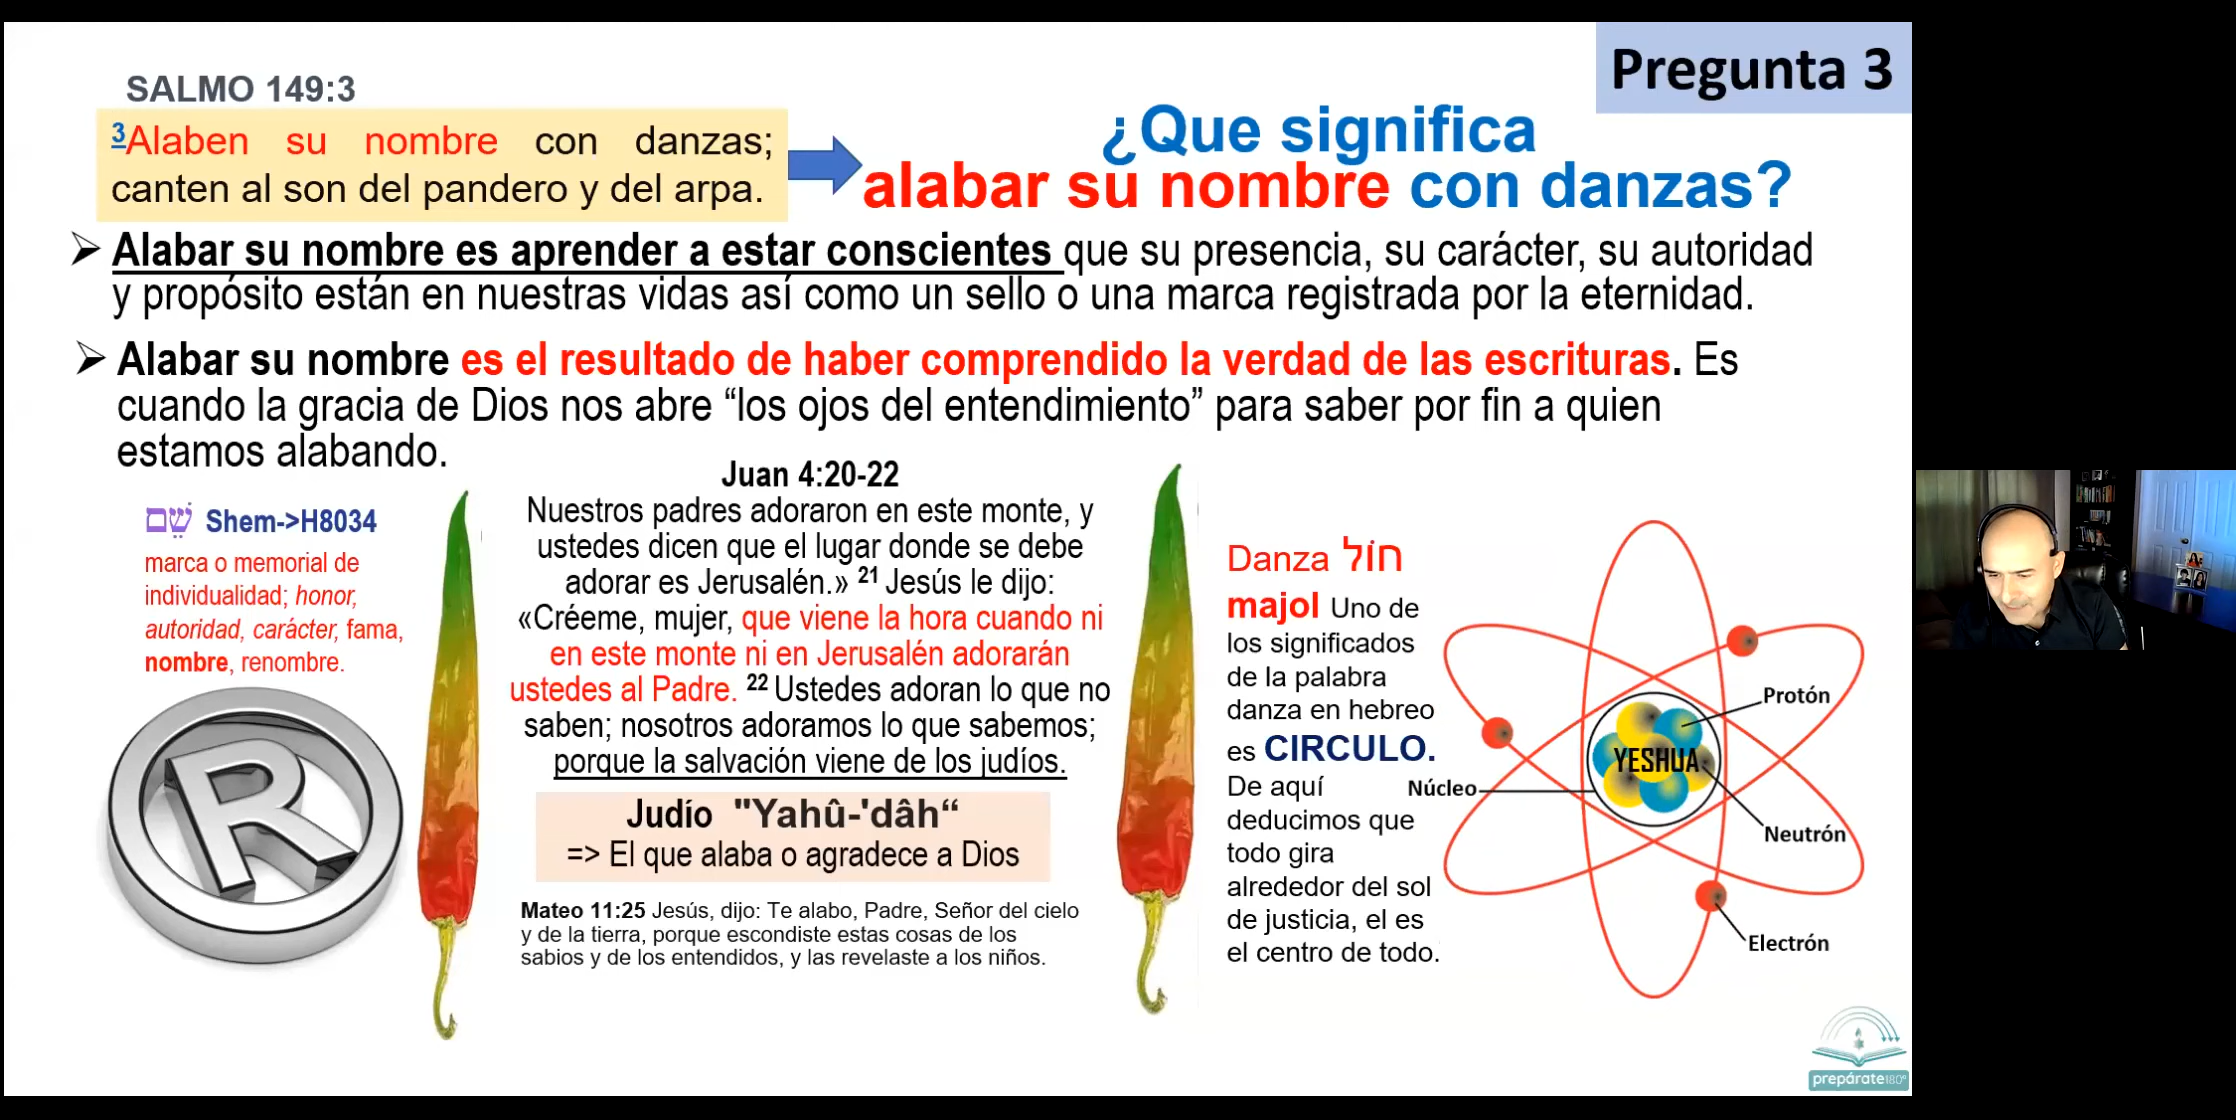 Pregunta 3
SALMO 149:3
3Alaben su nombre con danzas;
canten al son del pandero y del arpa.
¿Que significa
alabar su nombre con danzas?
➢ Alabar su nombre es aprender a estar conscientes que su presencia, su carácter, su autoridad
y propósito están en nuestras vidas así como un sello o una marca registrada por la eternidad.
➢ Alabar su nombre es el resultado de haber comprendido la verdad de las escrituras. Es
cuando la gracia de Dios nos abre “los ojos del entendimiento” para saber por fin a quien
estamos alabando.
שֵׁם Shem->H8034
marca o memorial de
individualidad; honor,
autoridad, carácter, fama,
nombre, renombre.
R
Juan 4:20-22
Nuestros padres adoraron en este monte, y
ustedes dicen que el lugar donde se debe
adorar es Jerusalén.» 21 Jesús le dijo:
«Créeme, mujer, que viene la hora cuando ni
en este monte ni en Jerusalén adorarán
ustedes al Padre. 22 Ustedes adoran lo que no
saben; nosotros adoramos lo que sabemos;
porque la salvación viene de los judíos.
Judío "Yahû-'dâh“
=> El que alaba o agradece a Dios
Mateo 11:25 Jesús, dijo: Te alabo, Padre, Señor del cielo
y de la tierra, porque escondiste estas cosas de los
sabios y de los entendidos, y las revelaste a los niños.
Danza חוֹל
majol Uno de
los significados
de la palabra
danza en hebreo
es CIRCULO.
De aquí
deducimos que
todo gira
alrededor del sol
de justicia, el es
el centro de todo.
Protón
YESHUA
Núcleo
Neutrón
Electrón
prepárate180°